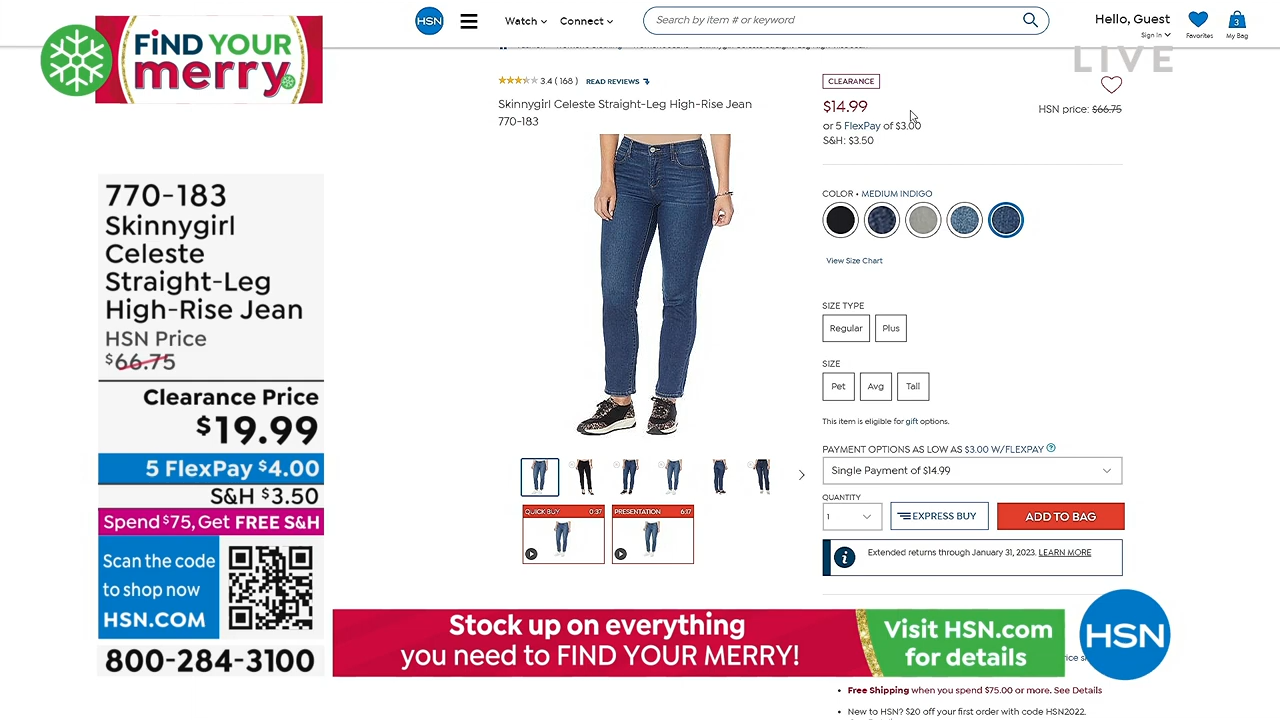 FiND YOUR
merry
770-183
Skinnygirl
Celeste
Straight-Leg
High-Rise Jean
HSN Price
$66.75
Clearance Price
$19.99
5 FlexPay $4.00
S&H $3.50
Spend $75, Get FREE S&H
Scan the code
to shop now
HSN.COM
800-284-3100
HSN
Watch
Connect
Search by item # or keyword
Hello, Guest
Sign In
Favorites
3
My Bag
LIVE
3.4 ( 168 ) READ REVIEWS
Skinnygirl Celeste Straight-Leg High-Rise Jean
770-183
QUICK BUY 0:37
PRESENTATION 6:17
CLEARANCE
$14.99
HSN price: $66.75
or 5 FlexPay of $3.00
S&H: $3.50
COLOR • MEDIUM INDIGO
View Size Chart
SIZE TYPE
Regular Plus
SIZE
Pet Avg Tall
This item is eligible for gift options.
PAYMENT OPTIONS AS LOW AS $3.00 W/FLEXPAY ?
Single Payment of $14.99
QUANTITY
1 EXPRESS BUY ADD TO BAG
i Extended returns through January 31, 2023. LEARN MORE
Stock up on everything
you need to FIND YOUR MERRY!
Visit HSN.com
for details
HSN
• Free Shipping when you spend $75.00 or more. See Details
• New to HSN? $20 off your first order with code HSN2022.